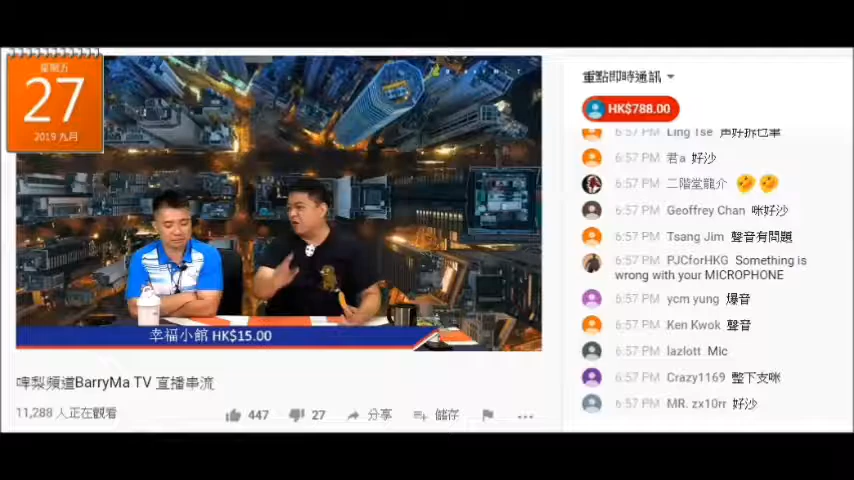 星期五
27
2019 九月
幸福小館 HK$15.00
啤梨頻道BarryMa TV 直播串流
11,288 人正在觀看
447
27
分享
儲存
重點即時通訊
HK$788.00
6:57 PM Ling Tse
6:57 PM 君a 好沙
6:57 PM 二階堂龍介
6:57 PM Geoffrey Chan 咪好沙
6:57 PM Tsang Jim 聲音有問題
6:57 PM PJCforHKG Something is
wrong with your MICROPHONE
6:57 PM ycm yung 爆音
6:57 PM Ken Kwok 聲音
6:57 PM lazlott Mic
6:57 PM Crazy1169 整下支咪
6:57 PM MR. zx10rr 好沙